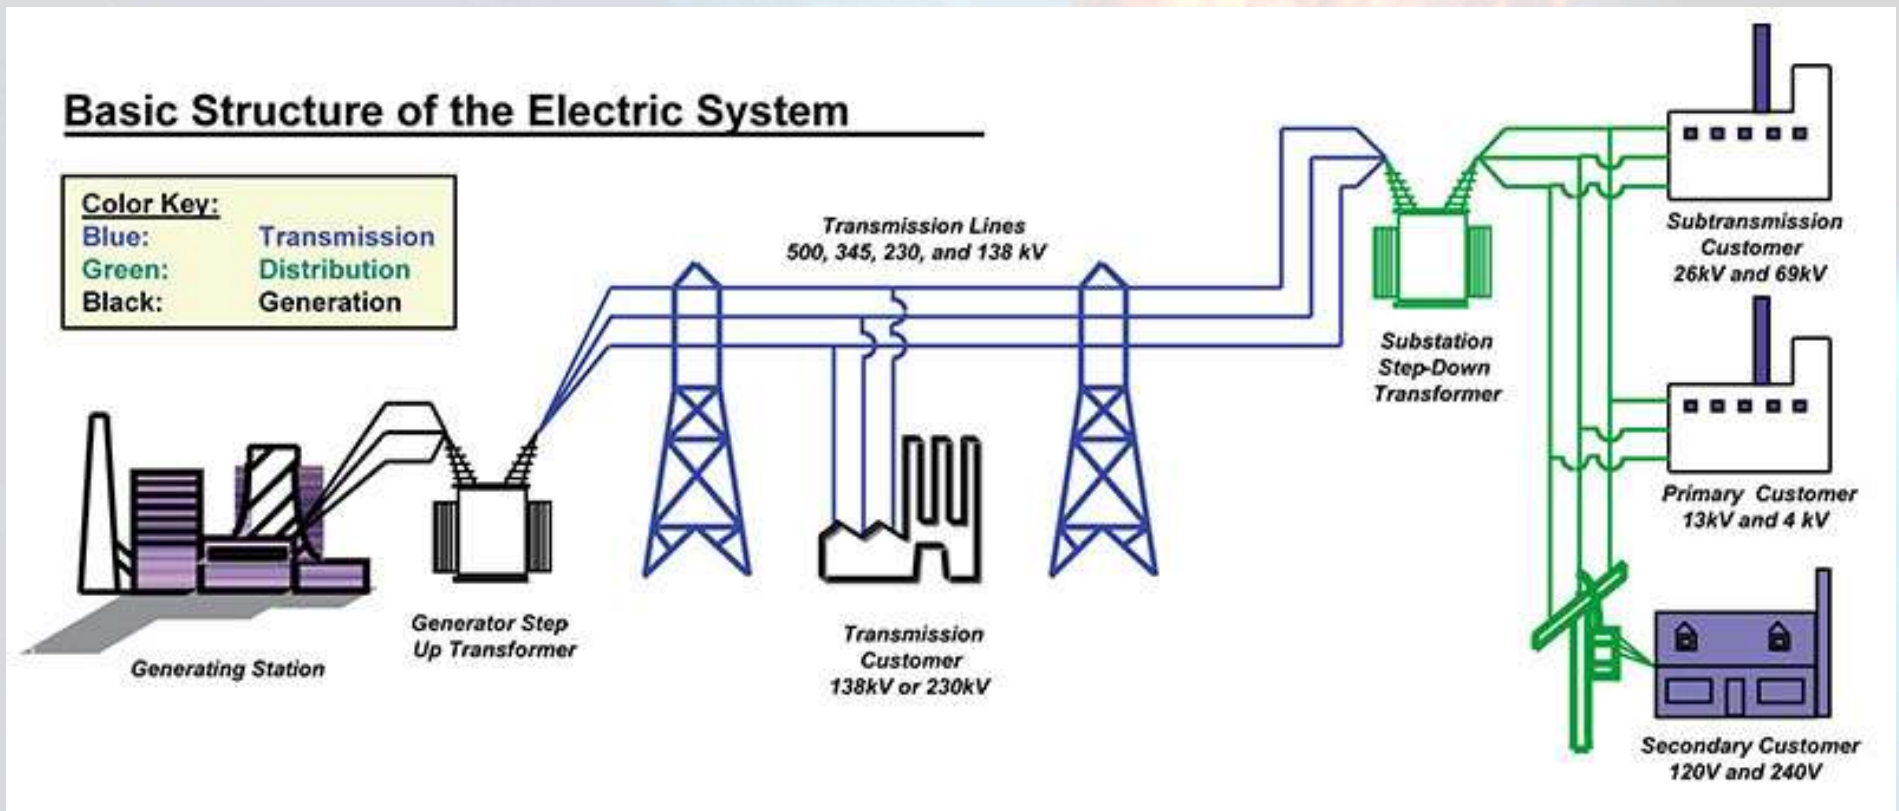 Basic Structure of the Electric System
Color Key:
Blue: Transmission
Green: Distribution
Black: Generation
Transmission Lines
500, 345, 230, and 138 kV
Generating Station
Generator Step
Up Transformer
Transmission
Customer
138kV or 230kV
Substation
Step-Down
Transformer
Subtransmission
Customer
26kV and 69kV
Primary Customer
13kV and 4 kV
Secondary Customer
120V and 240V